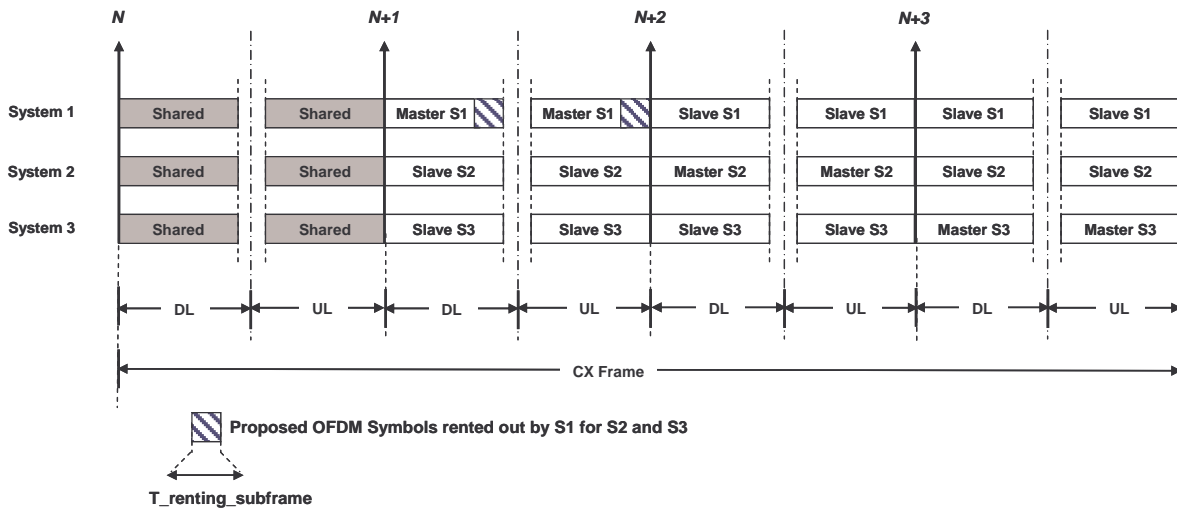 N N+1 N+2 N+3
System 1 Shared Shared Master S1 Master S1 Slave S1 Slave S1 Slave S1 Slave S1
System 2 Shared Shared Slave S2 Slave S2 Master S2 Master S2 Slave S2 Slave S2
System 3 Shared Shared Slave S3 Slave S3 Slave S3 Slave S3 Master S3 Master S3
DL UL DL UL DL UL DL UL
CX Frame
Proposed OFDM Symbols rented out by S1 for S2 and S3
T_renting_subframe